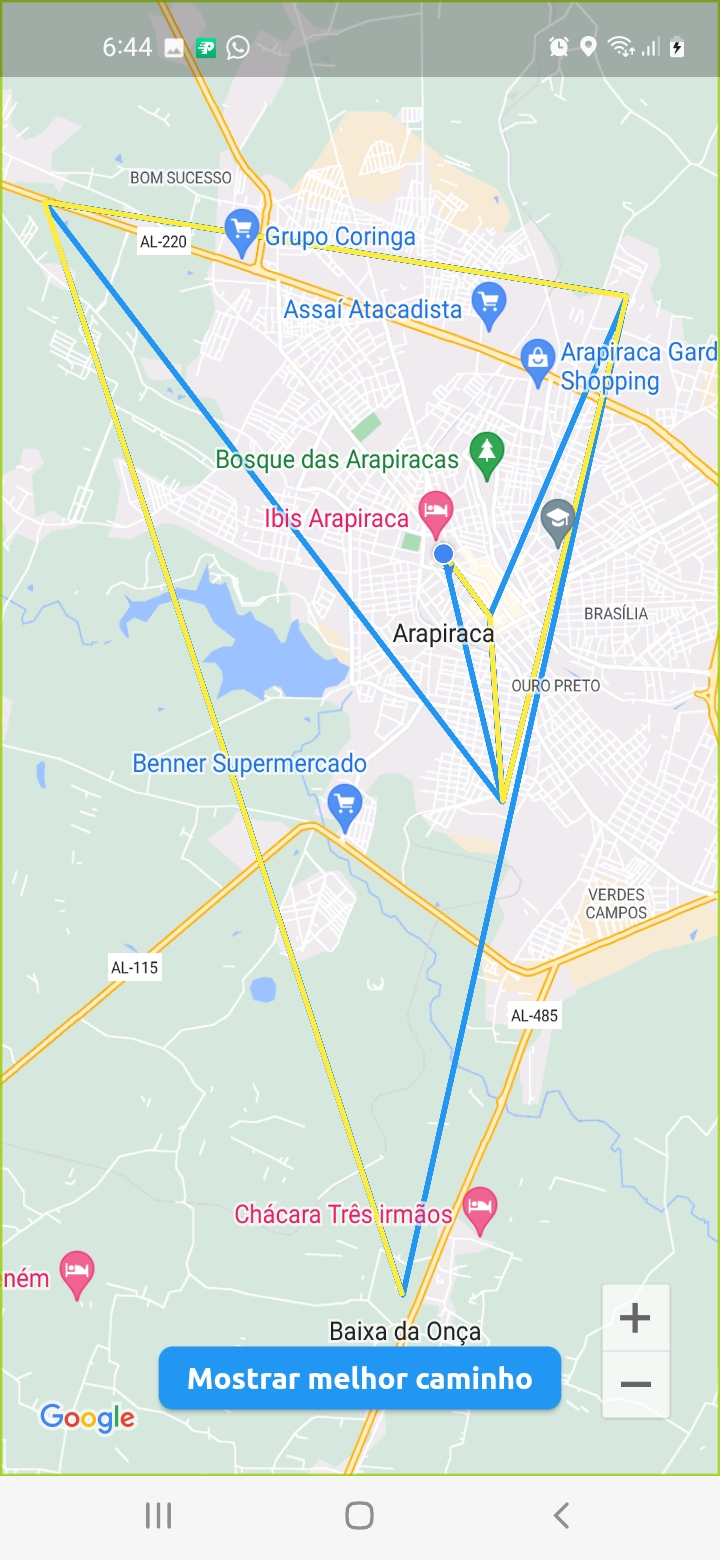 6:44
BOM SUCESSO
AL-220
Grupo Coringa
Assaí Atacadista
Arapiraca Gard
Shopping
Bosque das Arapiracas
Ibis Arapiraca
BRASÍLIA
Arapiraca
OURO PRETO
Benner Supermercado
VERDES
CAMPOS
AL-115
AL-485
Chácara Três irmãos
ném
Baixa da Onça
Mostrar melhor caminho
Google